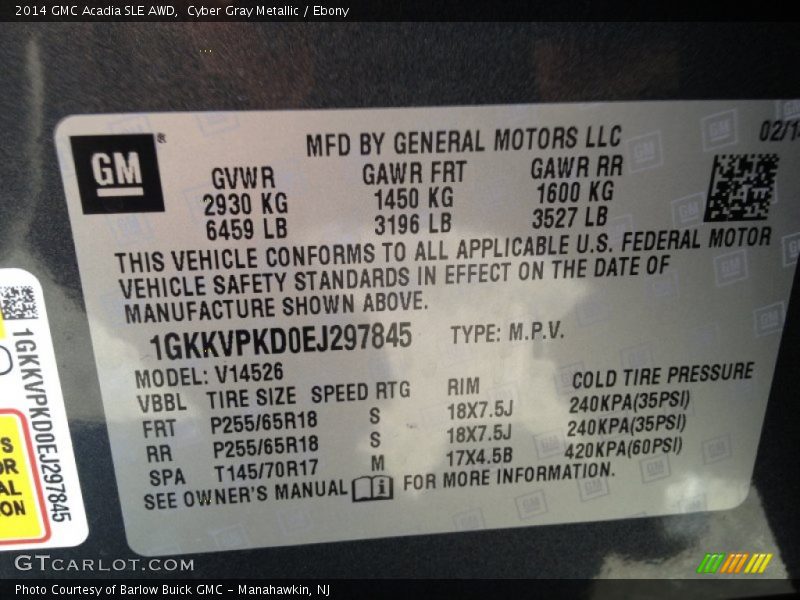 2014 GMC Acadia SLE AWD,  Cyber Gray Metallic / Ebony
GM
®
MFD BY GENERAL MOTORS LLC
GVWR GAWR FRT GAWR RR
2930 KG 1450 KG 1600 KG
6459 LB 3196 LB 3527 LB
THIS VEHICLE CONFORMS TO ALL APPLICABLE U.S. FEDERAL MOTOR
VEHICLE SAFETY STANDARDS IN EFFECT ON THE DATE OF
MANUFACTURE SHOWN ABOVE.
1GKKVPKD0EJ297845 TYPE: M.P.V.
MODEL: V14526
VBBL TIRE SIZE SPEED RTG RIM COLD TIRE PRESSURE
FRT P255/65R18 S 18X7.5J 240KPA(35PSI)
RR P255/65R18 S 18X7.5J 240KPA(35PSI)
SPA T145/70R17 M 17X4.5B 420KPA(60PSI)
SEE OWNER'S MANUAL FOR MORE INFORMATION.
1GKKVPKD0EJ297845
GTCARLOT.COM
Photo Courtesy of Barlow Buick GMC – Manahawkin, NJ